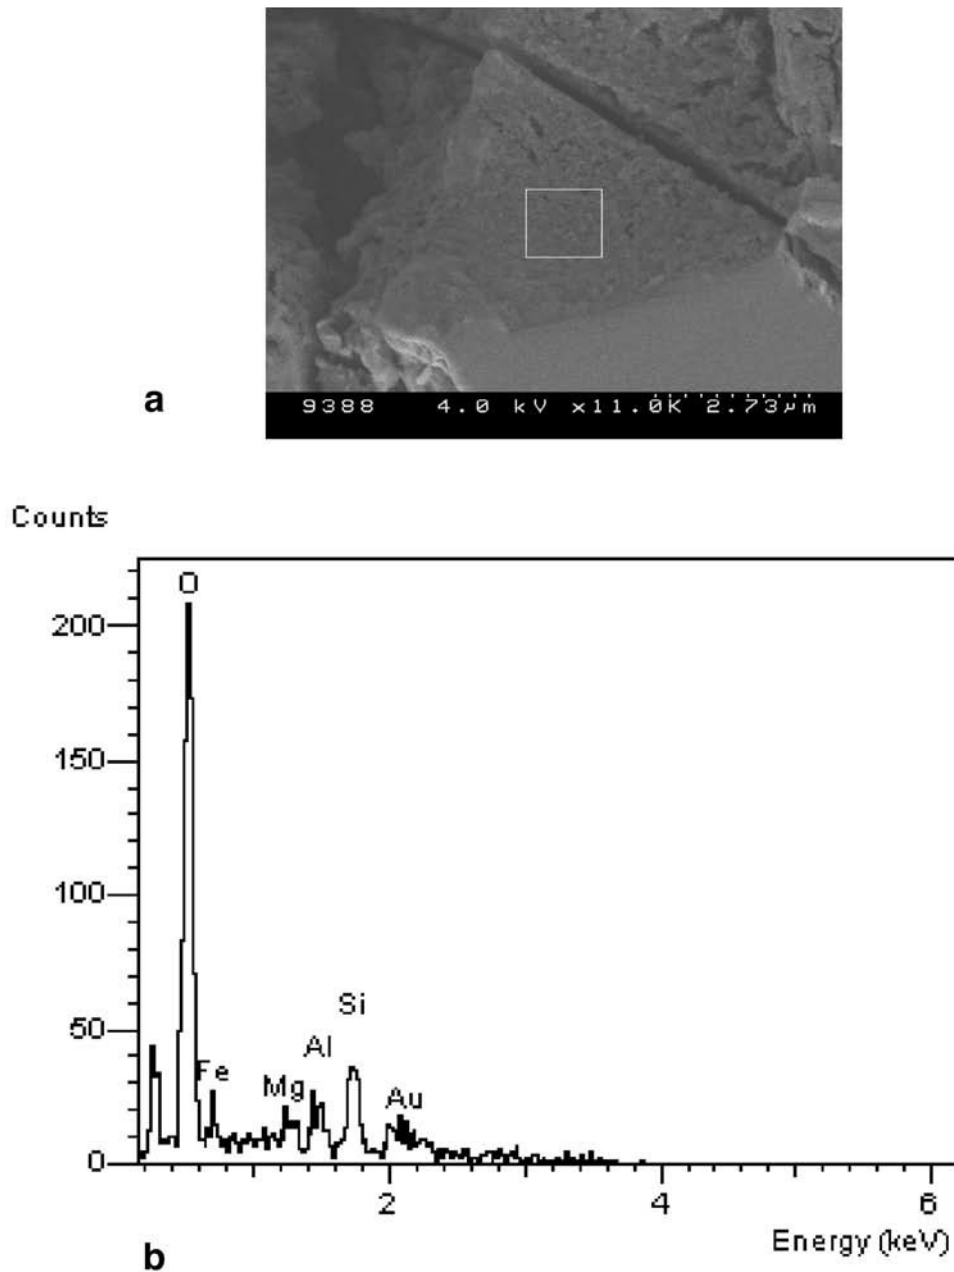 a
9388 4.0 kV x11.0K 2.73µm
Counts
O
200
150
100
50
0
Fe
Mg
Al
Si
Au
2
4
6
Energy (keV)
b